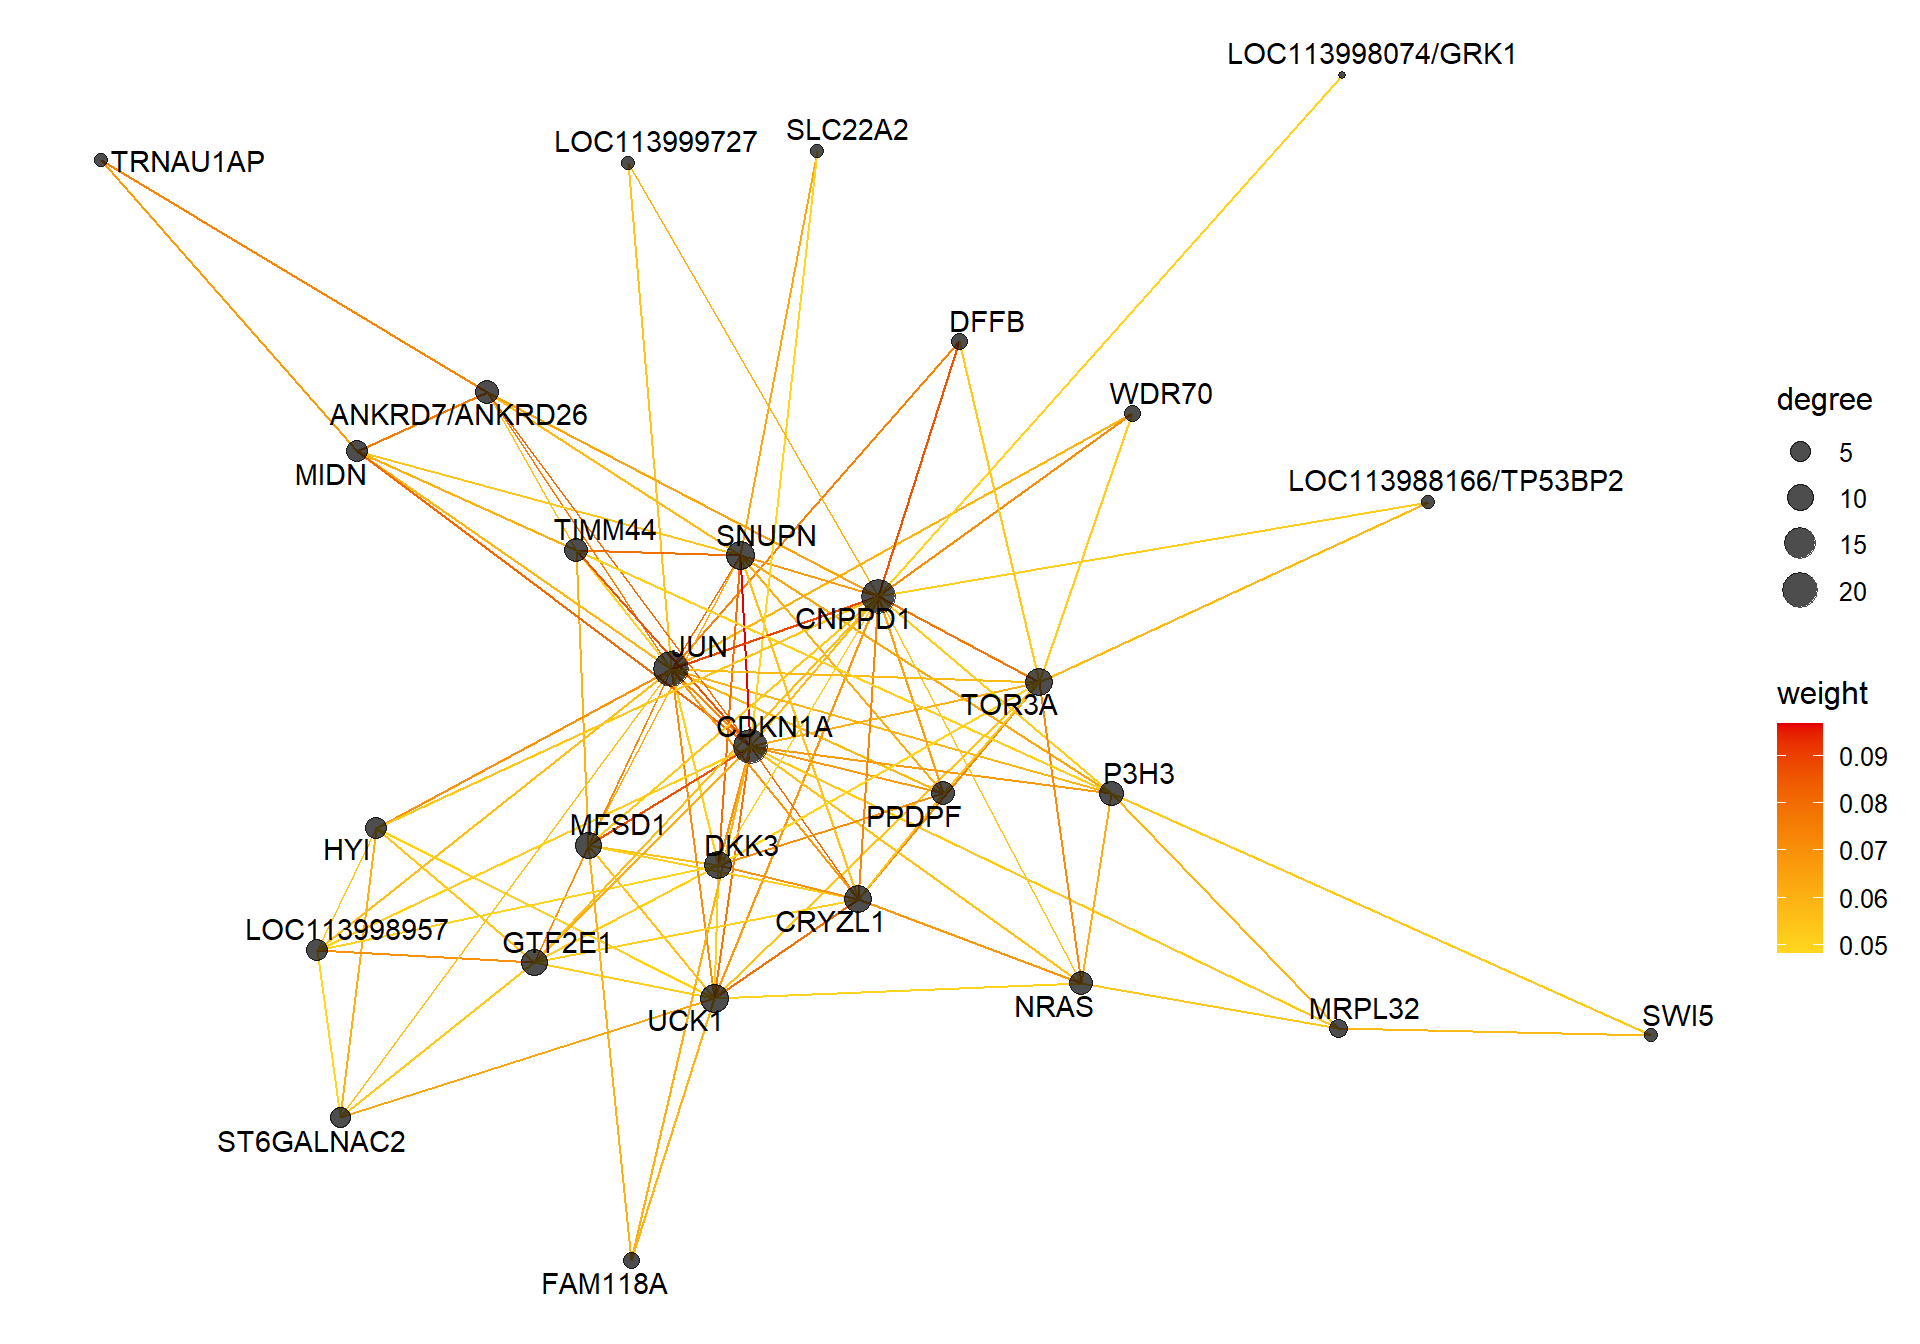 LOC113998074/GRK1
SLC22A2
LOC113999727
TRNAU1AP
DFFB
WDR70
degree
ANKRD7/ANKRD26
5
MIDN
LOC113988166/TP53BP2
10
TIMM44
SNUPN
15
20
CNPPD1
JUN
TOR3A
weight
CDKN1A
0.09
P3H3
0.08
PPDPF
MFSD1
DKK3
HYI
0.07
0.06
CRYZL1
LOC113998957
GTF2E1
0.05
NRAS
MRPL32
SWI5
UCK1
ST6GALNAC2
FAM118A